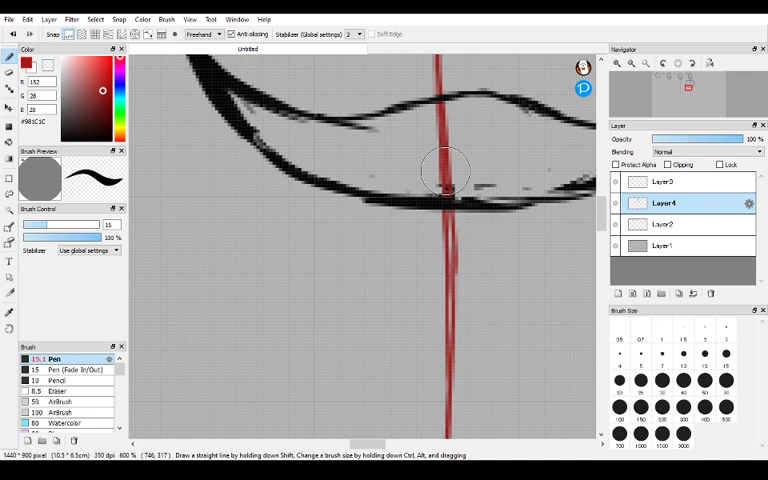 File Edit Layer Filter Select Snap Color Brush View Tool Window Help
Snap Freehand Anti-aliasing Stabilizer (Global settings) 2 Soft Edge
Color
R 152
G 28
B 28
#981C1C
Brush Preview
Brush Control
15
100 %
Stabilizer Use global settings
Brush
15.1 Pen
15 Pen (Fade In/Out)
10 Pencil
8.5 Eraser
50 AirBrush
100 AirBrush
80 Watercolor
Untitled
Navigator
Layer
Opacity 100 %
Blending Normal
Protect Alpha Clipping Lock
Layer3
Layer4
Layer2
Layer1
Brush Size
1440 * 900 pixel (10.5 * 6.5cm) 350 dpi 600 % ( 746, 317 ) Draw a straight line by holding down Shift, Change a brush size by holding down Ctrl, Alt, and dragging